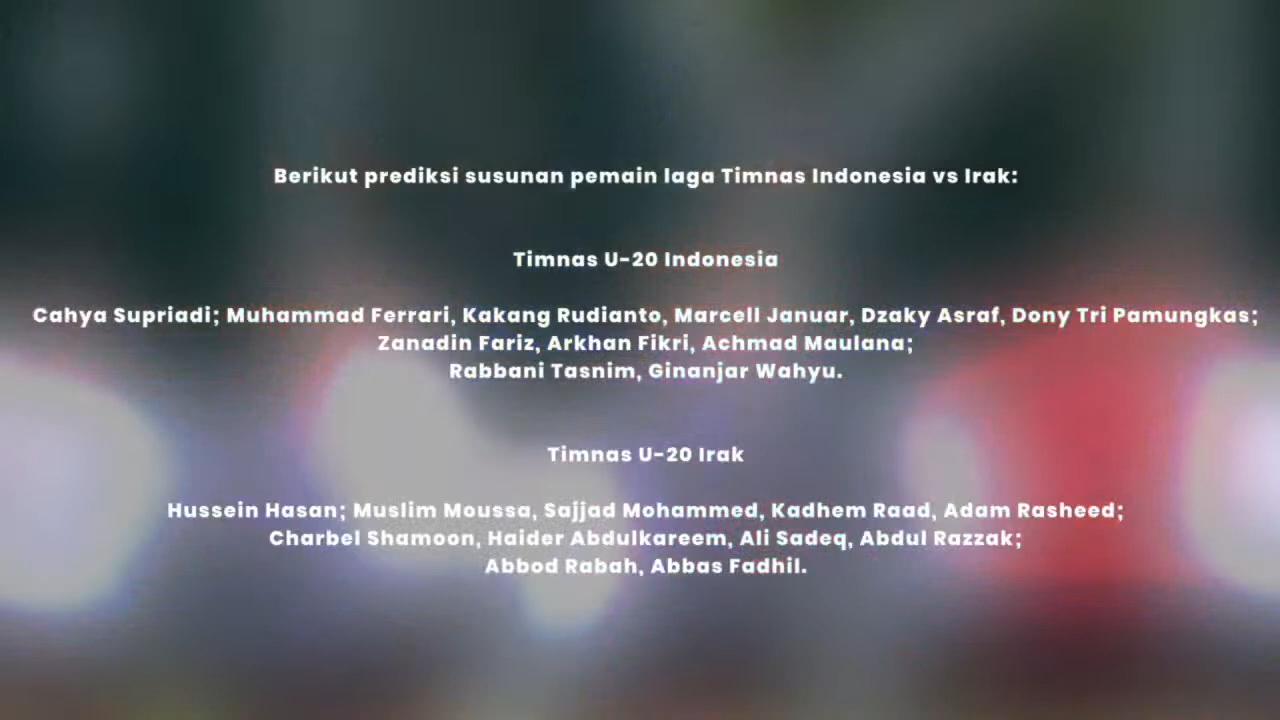 Berikut prediksi susunan pemain laga Timnas Indonesia vs Irak:
Timnas U-20 Indonesia
Cahya Supriadi; Muhammad Ferrari, Kakang Rudianto, Marcell Januar, Dzaky Asraf, Dony Tri Pamungkas;
Zanadin Fariz, Arkhan Fikri, Achmad Maulana;
Rabbani Tasnim, Ginanjar Wahyu.
Timnas U-20 Irak
Hussein Hasan; Muslim Moussa, Sajjad Mohammed, Kadhem Raad, Adam Rasheed;
Charbel Shamoon, Haider Abdulkareem, Ali Sadeq, Abdul Razzak;
Abbod Rabah, Abbas Fadhil.